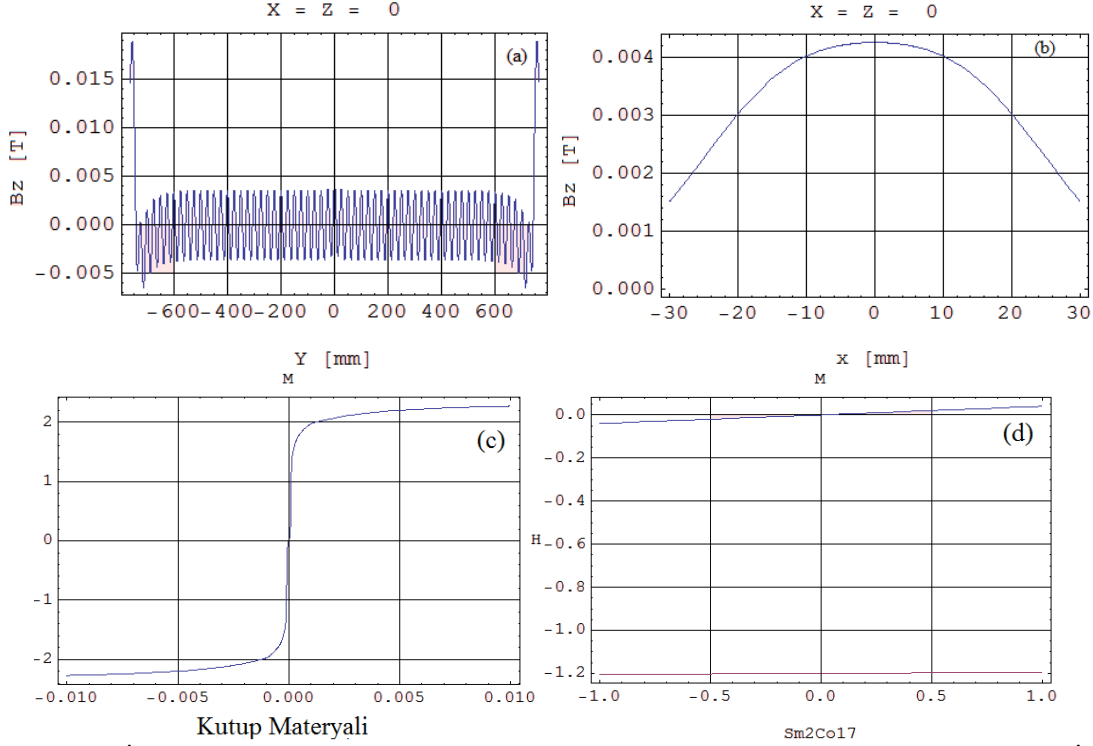 X = Z = 0
(a)
0.015
0.010
0.005
0.000
-0.005
Bz [T]
-600 -400 -200 0 200 400 600
Y [mm]
X = Z = 0
(b)
0.004
0.003
0.002
0.001
0.000
Bz [T]
-30 -20 -10 0 10 20 30
x [mm]
M
(c)
2
1
0
-1
-2
H
-0.010 -0.005 0.000 0.005 0.010
Kutup Materyali
M
(d)
0.0
-0.2
-0.4
-0.6
-0.8
-1.0
-1.2
-1.0 -0.5 0.0 0.5 1.0
Sm2Co17